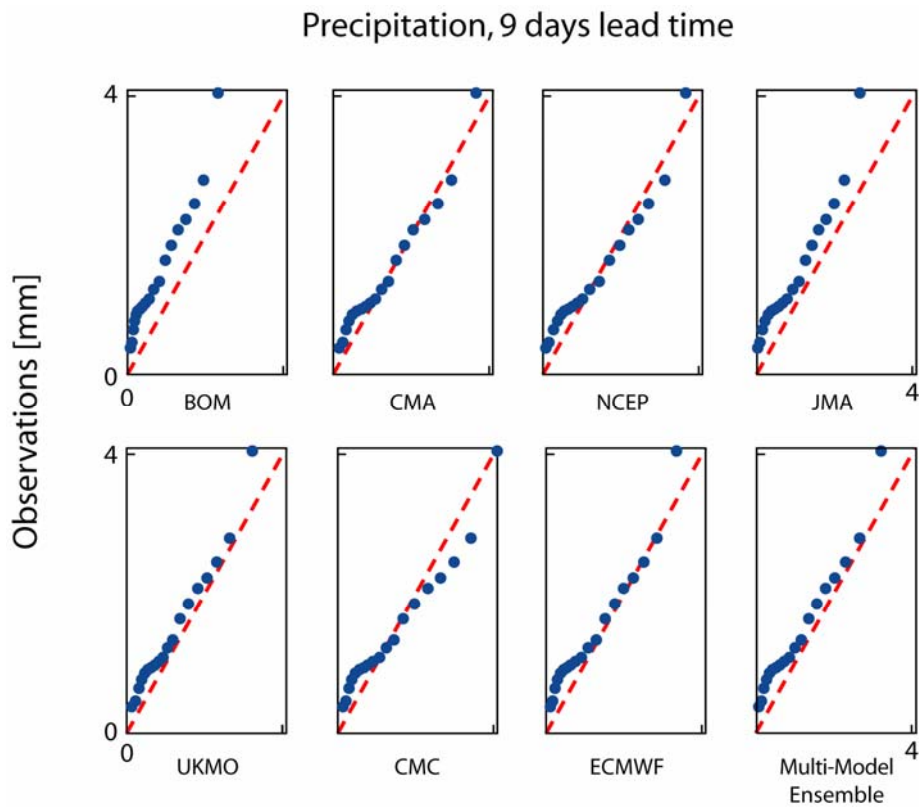 Precipitation, 9 days lead time
Observations [mm]
4
0
0
BOM
CMA
NCEP
JMA
4
4
0
0
UKMO
CMC
ECMWF
Multi-Model
Ensemble
4